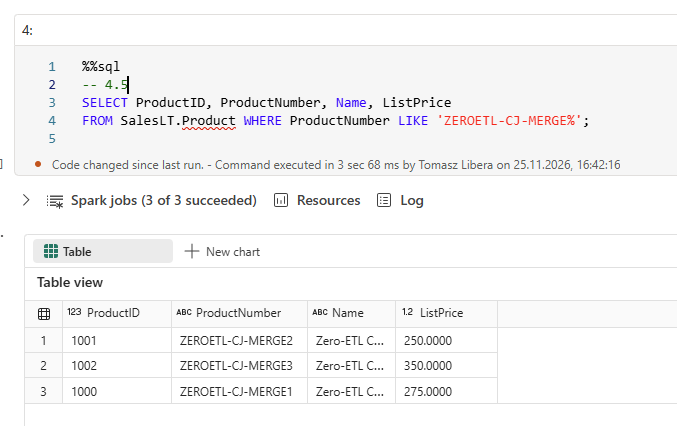 4:
1 %%sql
2 -- 4.5
3 SELECT ProductID, ProductNumber, Name, ListPrice
4 FROM SalesLT.Product WHERE ProductNumber LIKE 'ZEROETL-CJ-MERGE%';
5
Code changed since last run. - Command executed in 3 sec 68 ms by Tomasz Libera on 25.11.2026, 16:42:16
Spark jobs (3 of 3 succeeded) Resources Log
Table New chart
Table view
123 ProductID ABC ProductNumber ABC Name 1.2 ListPrice
1 1001 ZEROETL-CJ-MERGE2 Zero-ETL C... 250.0000
2 1002 ZEROETL-CJ-MERGE3 Zero-ETL C... 350.0000
3 1000 ZEROETL-CJ-MERGE1 Zero-ETL C... 275.0000